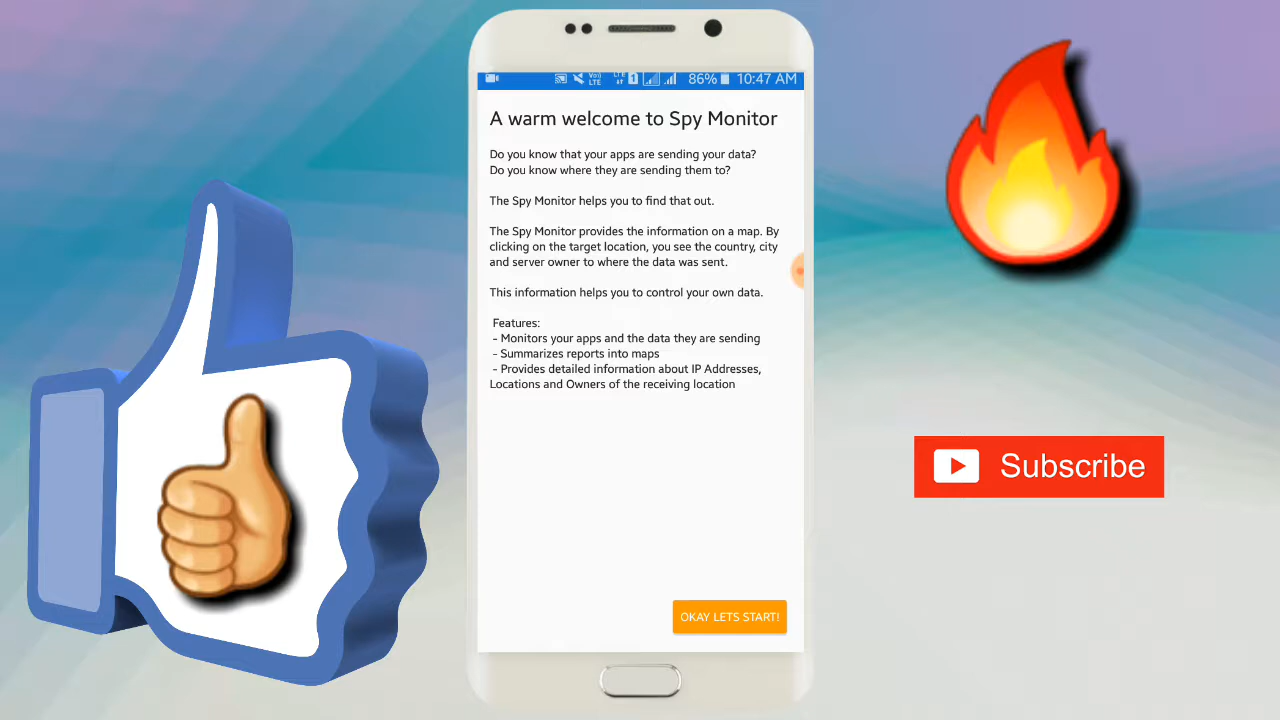 VoLTE LTE 1 86% 10:47 AM
A warm welcome to Spy Monitor
Do you know that your apps are sending your data?
Do you know where they are sending them to?
The Spy Monitor helps you to find that out.
The Spy Monitor provides the information on a map. By
clicking on the target location, you see the country, city
and server owner to where the data was sent.
This information helps you to control your own data.
Features:
- Monitors your apps and the data they are sending
- Summarizes reports into maps
- Provides detailed information about IP Addresses,
Locations and Owners of the receiving location
OKAY LETS START!
Subscribe